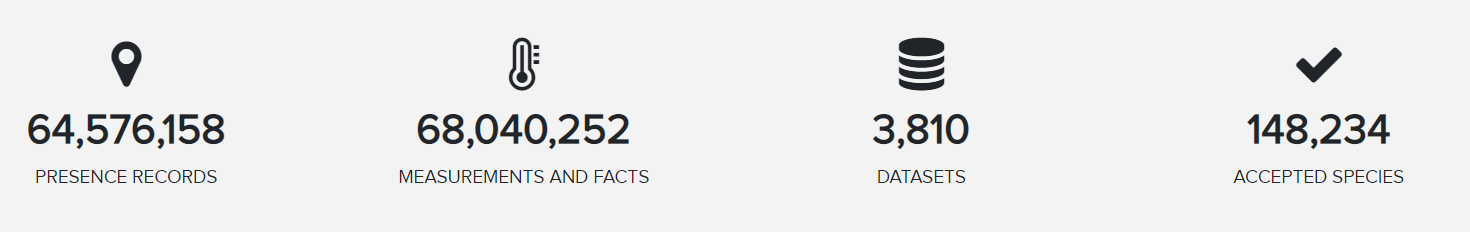 64,576,158
PRESENCE RECORDS
68,040,252
MEASUREMENTS AND FACTS
3,810
DATASETS
148,234
ACCEPTED SPECIES